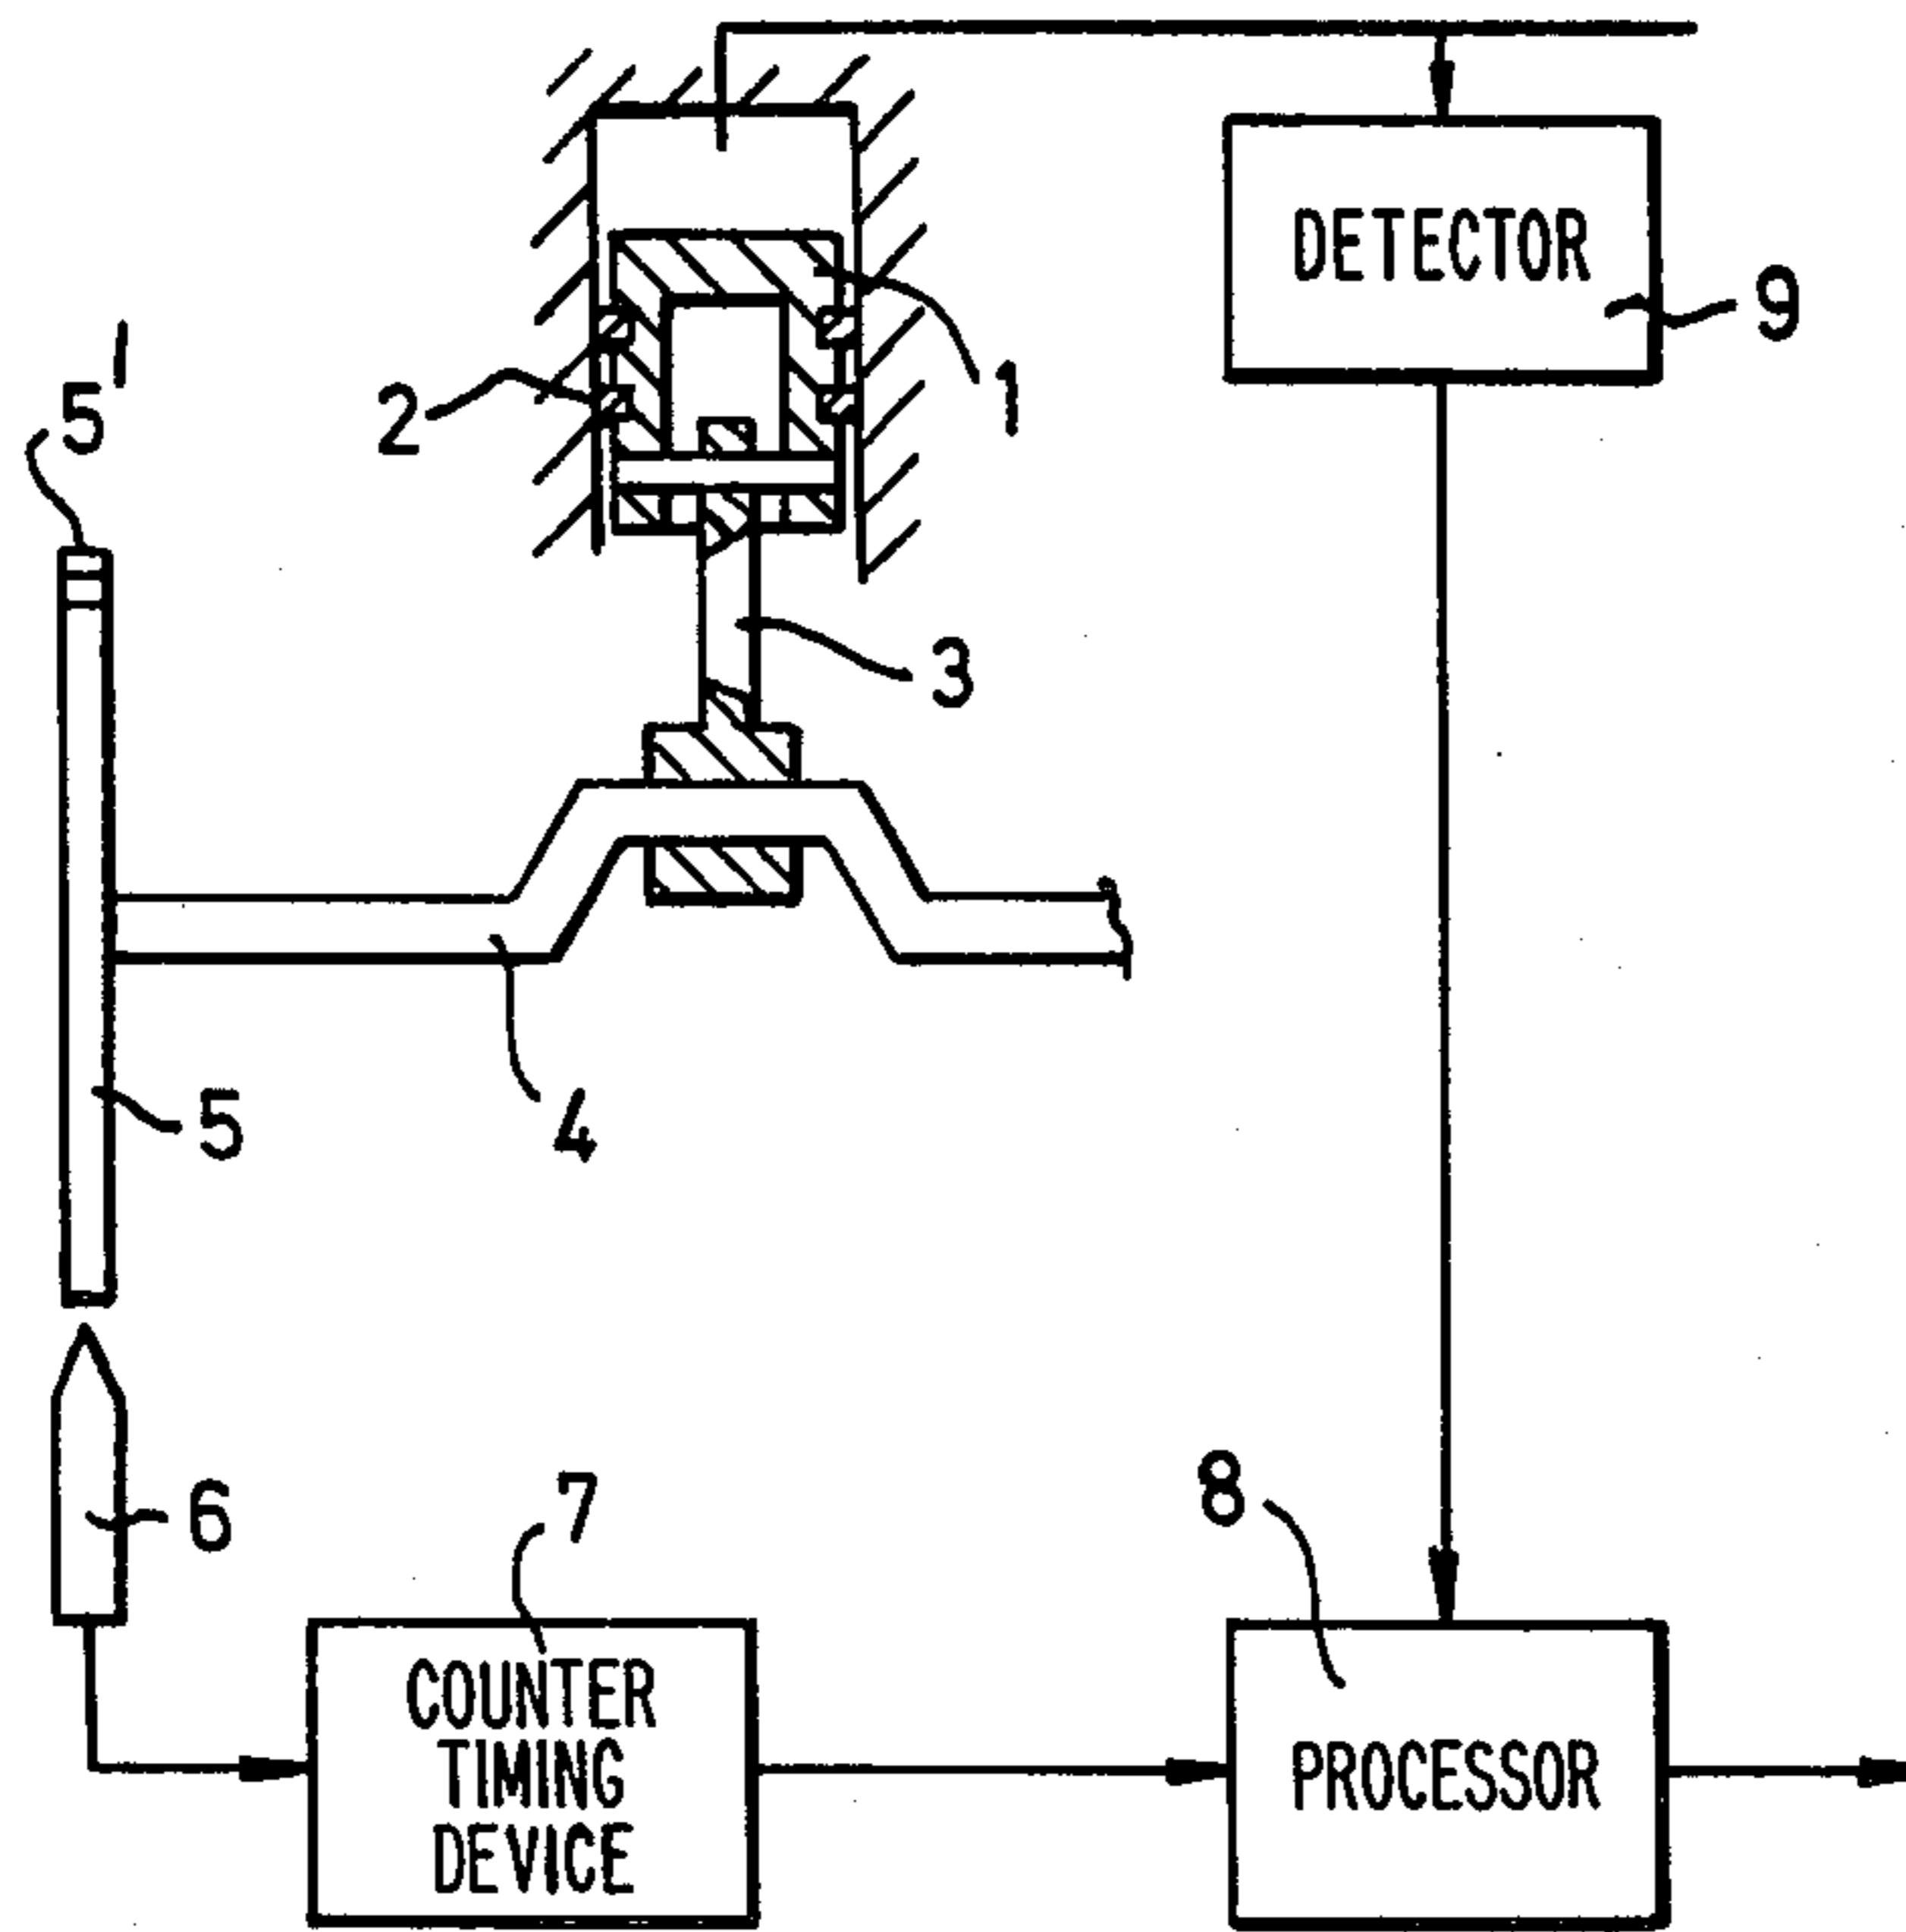 DETECTOR
9
1
2
5'
3
5
4
6
7
8
COUNTER
TIMING
DEVICE
PROCESSOR